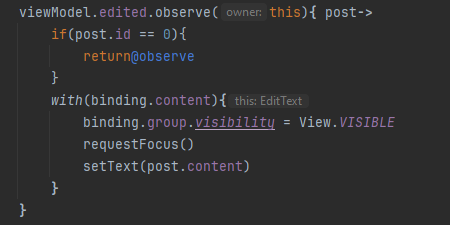 viewModel.edited.observe( owner: this){ post->
    if(post.id == 0){
        return@observe
    }
    with(binding.content){ this: EditText
        binding.group.visibility = View.VISIBLE
        requestFocus()
        setText(post.content)
    }
}